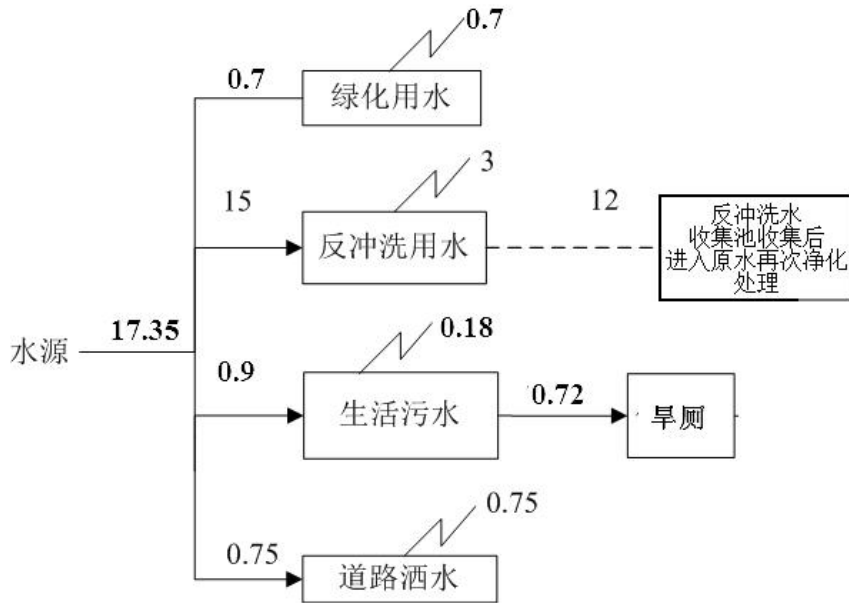 0.7
0.7
绿化用水
15
3
12
反冲洗用水
反冲洗水
收集池收集后
进入原水再次净化
处理
水源
17.35
0.9
0.18
生活污水
0.72
旱厕
0.75
0.75
道路洒水